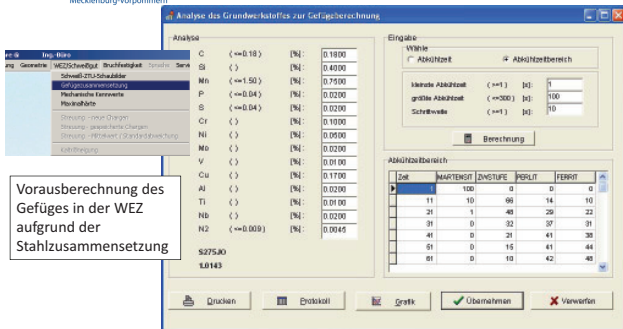 Mecklenburg-Vorpommern
Analyse des Grundwerkstoffes zur Gefügeberechnung
Ing.-Büro
Geometrie WEZ/Schweißgut Bruchfestigkeit Sprache
Schweiß-ZTU-Schaubilder
Gefügezusammensetzung
Mechanische Kennwerte
Maximalhärte
Streuung - neue Chargen
Streuung - gespeicherte Chargen
Streuung - Mittelwert / Standardabweichung
Kaltrißneigung
Vorausberechnung des
Gefüges in der WEZ
aufgrund der
Stahlzusammensetzung
Analyse
C (<=0.18) [%]: 0.1800
Si ( ) [%]: 0.4000
Mn (<=1.50) [%]: 0.7500
P (<=0.04) [%]: 0.0200
S (<=0.04) [%]: 0.0200
Cr ( ) [%]: 0.1000
Ni ( ) [%]: 0.0500
Mo ( ) [%]: 0.0200
V ( ) [%]: 0.0100
Cu ( ) [%]: 0.1700
Al ( ) [%]: 0.0200
Ti ( ) [%]: 0.0100
Nb ( ) [%]: 0.0200
N2 (<=0.009) [%]: 0.0045
S275J0
1.0143
Eingabe
Wähle
Abkühlzeit Abkühlzeitbereich
kleinste Abkühlzeit (>=1) [s]: 1
größte Abkühlzeit (<=300) [s]: 100
Schrittweite (>=1) [s]: 10
Berechnung
Abkühlzeitbereich
Zeit MARTENSIT ZWSTUFE PERLIT FERRIT
1 100 0 0 0
11 10 66 14 10
21 1 48 29 22
31 0 32 37 31
41 0 21 41 38
51 0 15 41 44
61 0 10 42 48
Drucken Protokoll Grafik Übernehmen Verwerfen